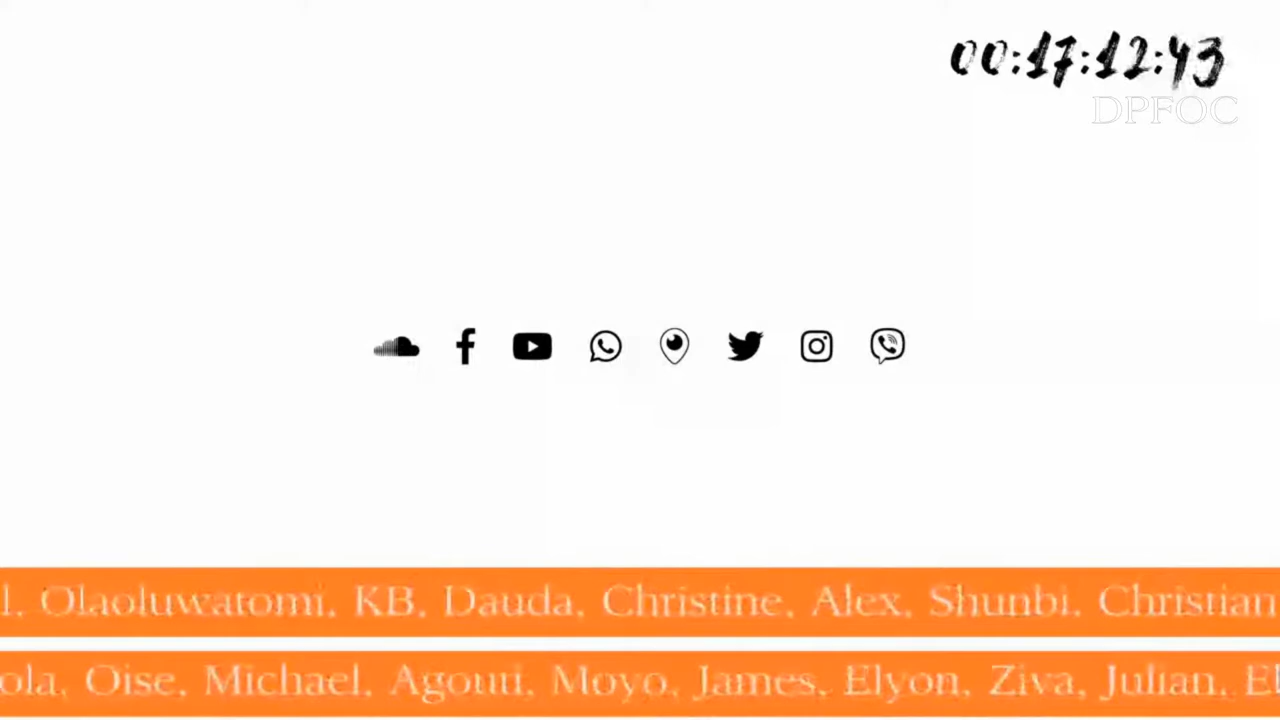 00:17:12:43
DPFOC
Olaoluwatomi, KB, Dauda, Christine, Alex, Shunbi, Christian
Oise, Michael, Agouti, Moyo, James, Elyon, Ziva, Julian,